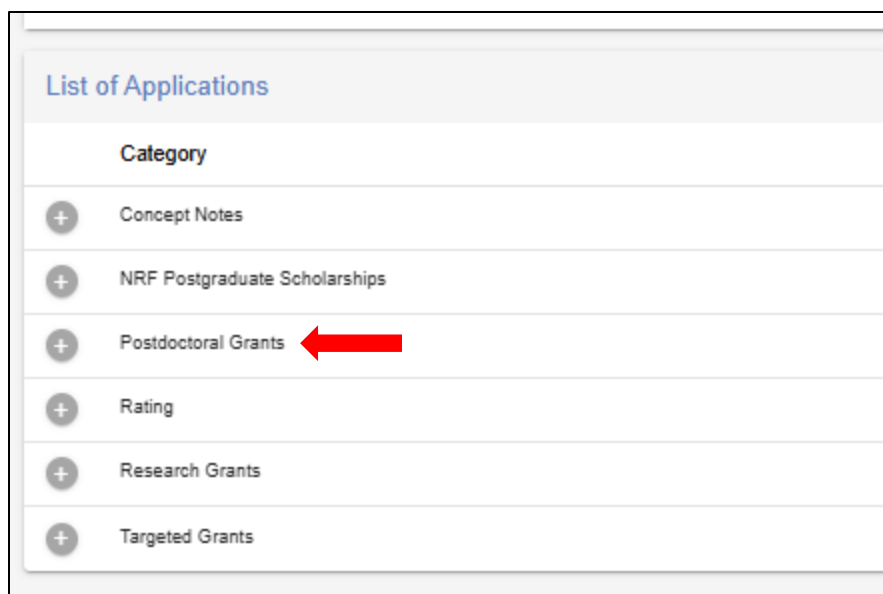 List of Applications
Category
Concept Notes
NRF Postgraduate Scholarships
Postdoctoral Grants
Rating
Research Grants
Targeted Grants